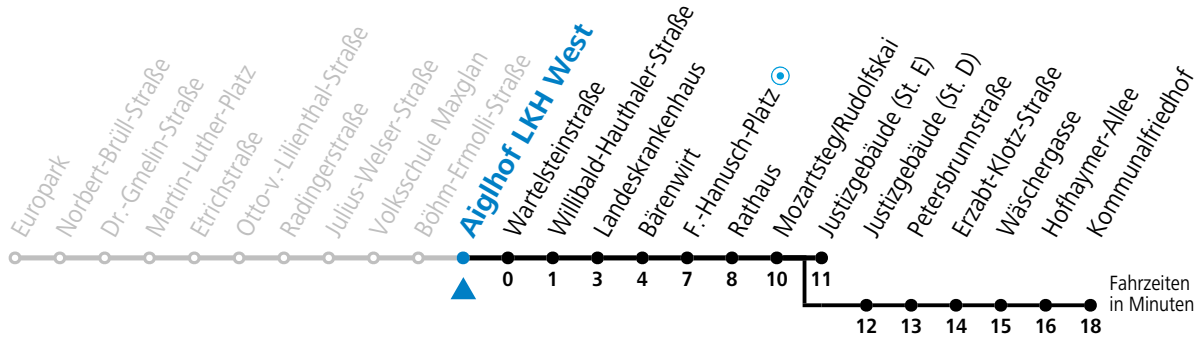 Europark
Norbert-Brüll-Straße
Dr.-Gmelin-Straße
Martin-Luther-Platz
Etrichstraße
Otto-v.-Lilienthal-Straße
Radingerstraße
Julius-Welser-Straße
Volksschule Maxglan
Böhm-Ermolli-Straße
Aiglhof LKH West
Wartelsteinstraße
Willibald-Hauthaler-Straße
Landeskrankenhaus
Bärenwirt
F.-Hanusch-Platz
Rathaus
Mozartsteg/Rudolfskai
Justizgebäude (St. E)
Justizgebäude (St. D)
Petersbrunnstraße
Erzabt-Klotz-Straße
Wäschergasse
Hofhaymer-Allee
Kommunalfriedhof
0 1 3 4 7 8 10 11
Fahrzeiten
in Minuten
12 13 14 15 16 18